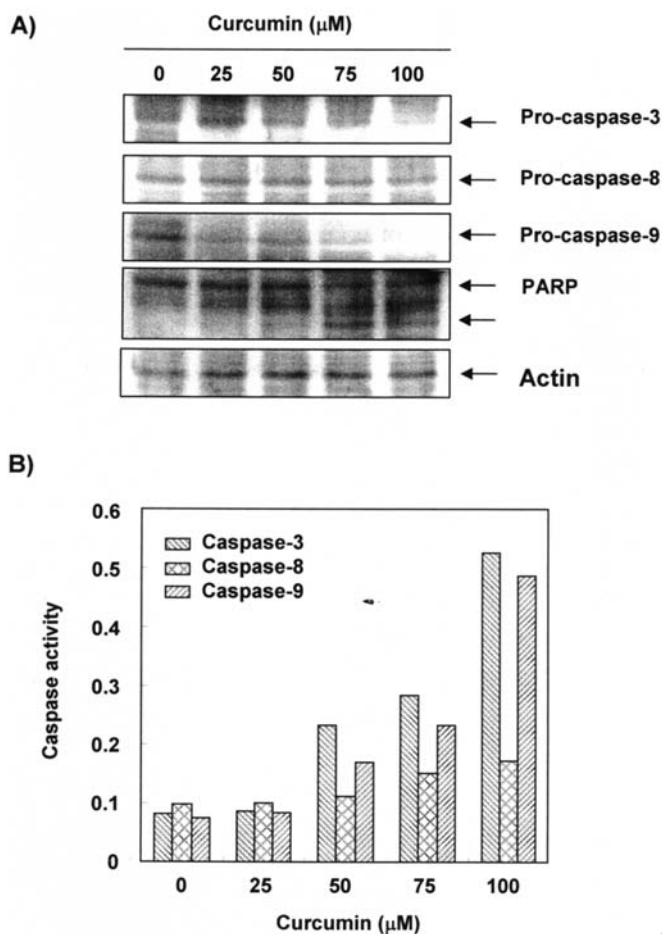 A)
Curcumin (μM)
0 25 50 75 100
Pro-caspase-3
Pro-caspase-8
Pro-caspase-9
PARP
Actin
B)
0.6
0.5
0.4
0.3
0.2
0.1
0
Caspase activity
Caspase-3
Caspase-8
Caspase-9
0 25 50 75 100
Curcumin (μM)